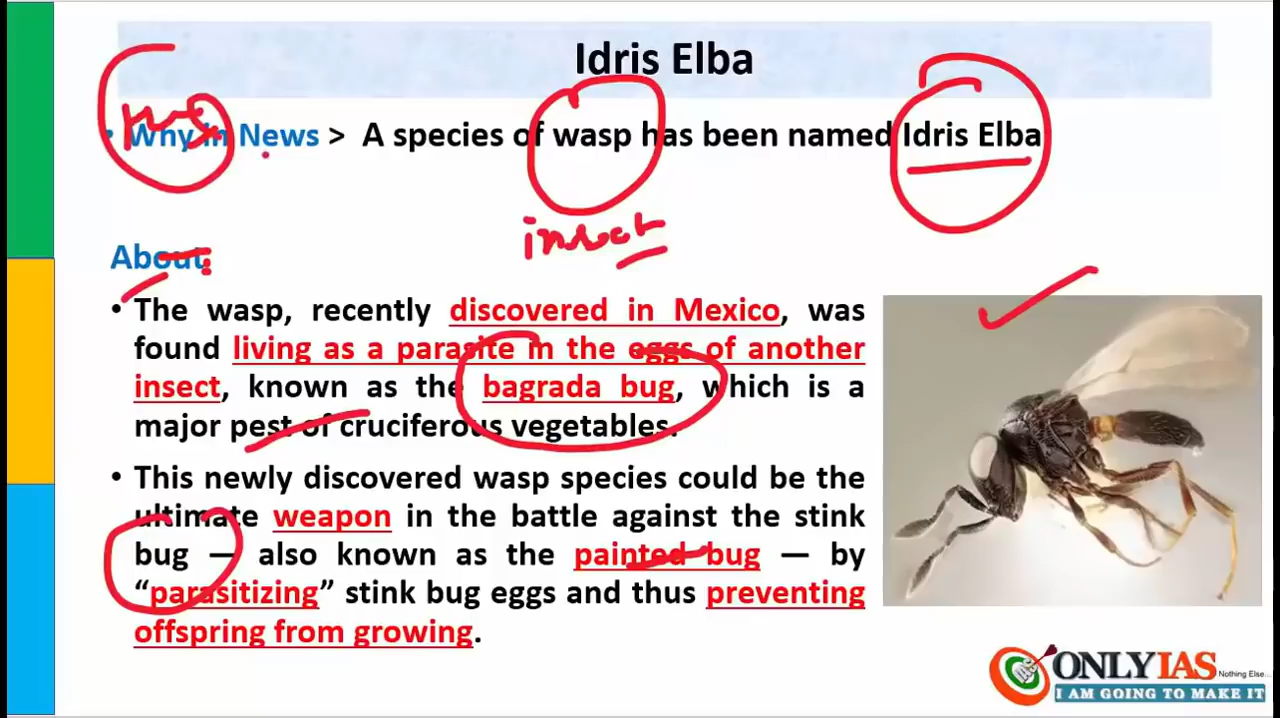 Idris Elba
• Why in News > A species of wasp has been named Idris Elba
insect
About:
• The wasp, recently discovered in Mexico, was
found living as a parasite in the eggs of another
insect, known as the bagrada bug, which is a
major pest of cruciferous vegetables.
• This newly discovered wasp species could be the
ultimate weapon in the battle against the stink
bug — also known as the painted bug — by
“parasitizing” stink bug eggs and thus preventing
offspring from growing.
ONLYIAS
Nothing Else...
I AM GOING TO MAKE IT